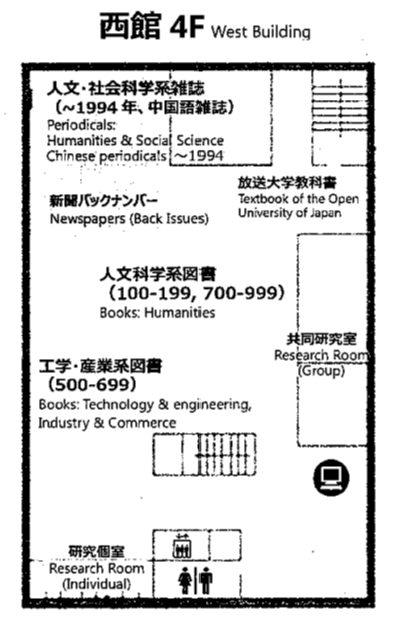 西館 4F West Building
人文・社会科学系雑誌
（～1994 年、中国語雑誌）
Periodicals:
Humanities & Social Science
Chinese periodicals ～1994
放送大学教科書
Textbook of the Open
University of Japan
新聞バックナンバー
Newspapers (Back Issues)
人文科学系図書
（100-199, 700-999）
Books: Humanities
共同研究室
Research Room
(Group)
工学・産業系図書
（500-699）
Books: Technology & engineering,
Industry & Commerce
研究個室
Research Room
(Individual)